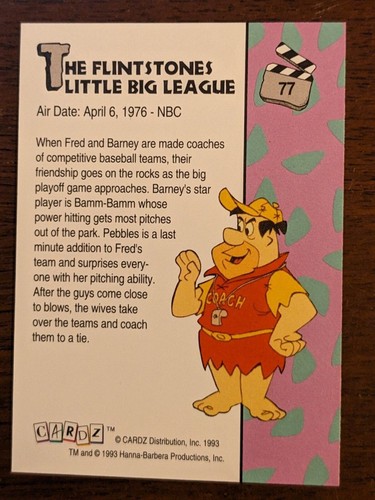 THE FLINTSTONES
LITTLE BIG LEAGUE
77
Air Date: April 6, 1976 - NBC
When Fred and Barney are made coaches
of competitive baseball teams, their
friendship goes on the rocks as the big
playoff game approaches. Barney's star
player is Bamm-Bamm whose
power hitting gets most pitches
out of the park. Pebbles is a last
minute addition to Fred's
team and surprises every-
one with her pitching ability.
After the guys come close
to blows, the wives take
over the teams and coach
them to a tie.
COACH
CARDZ™
© CARDZ Distribution, Inc. 1993
TM and © 1993 Hanna-Barbera Productions, Inc.